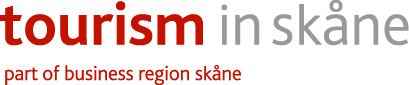 tourism in skåne
part of business region skåne